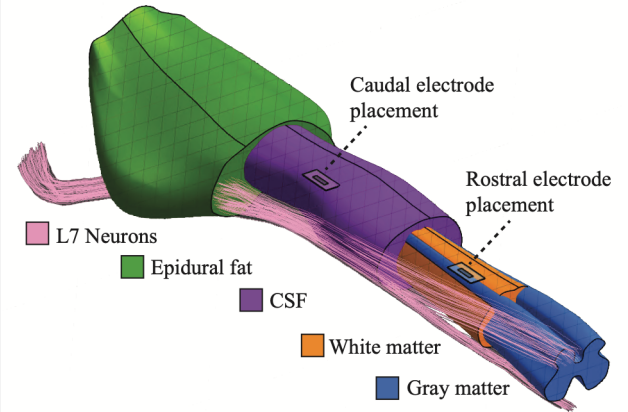 Caudal electrode
placement
Rostral electrode
placement
L7 Neurons
Epidural fat
CSF
White matter
Gray matter